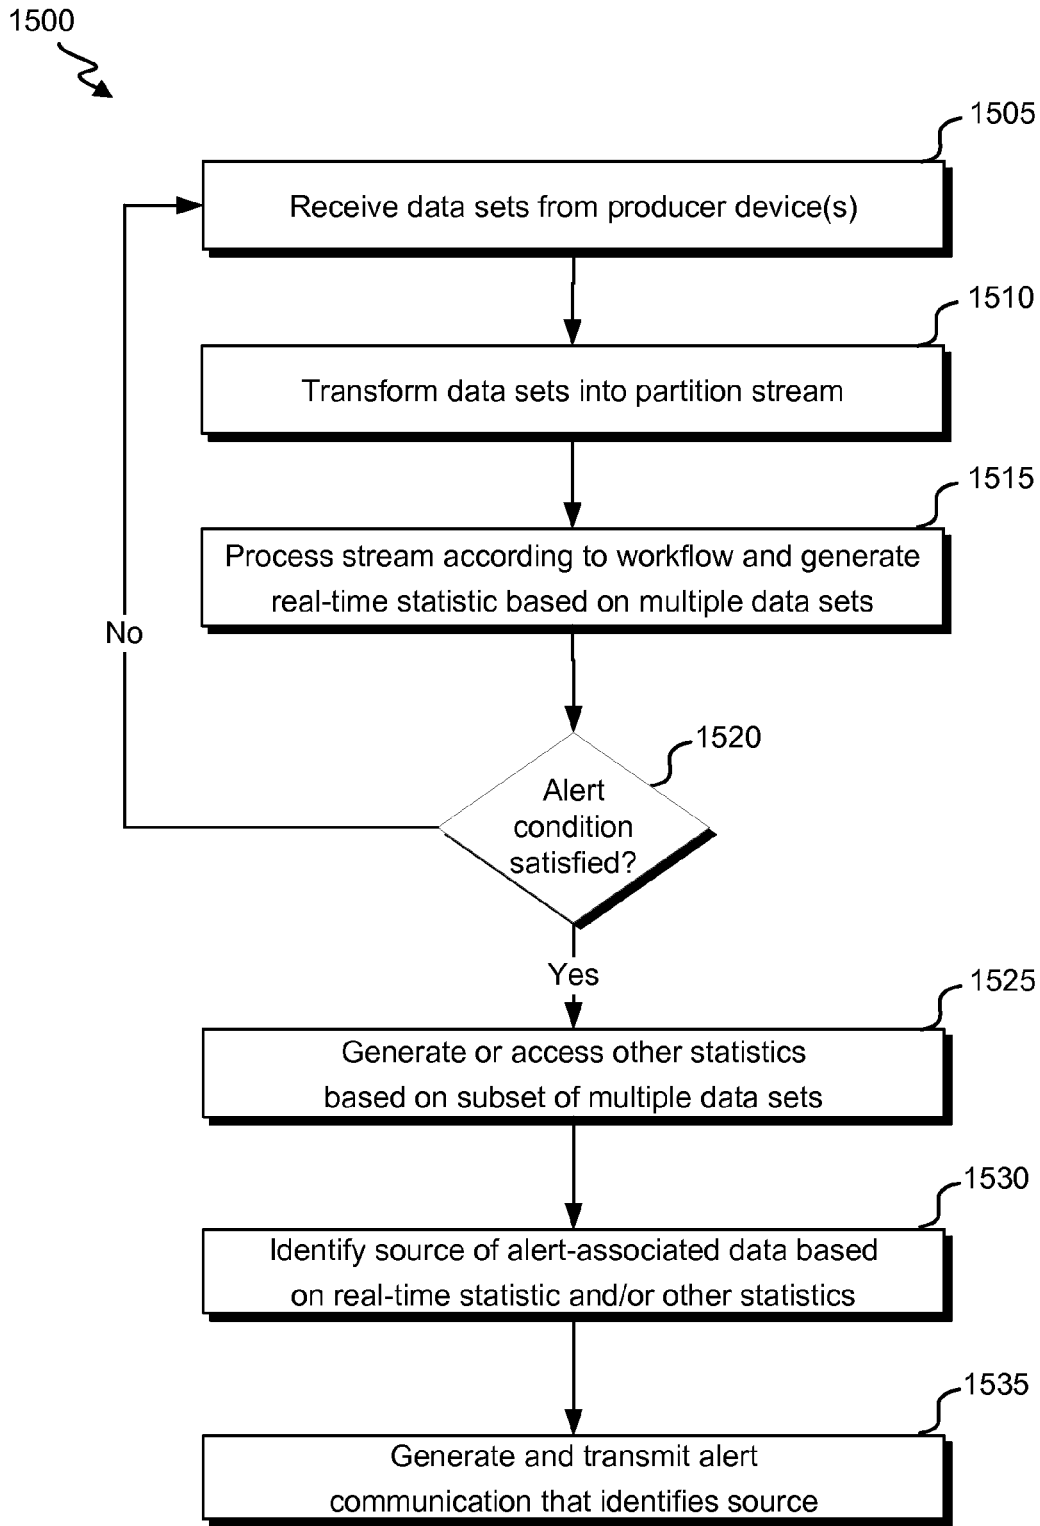 1500
1505
Receive data sets from producer device(s)
1510
Transform data sets into partition stream
1515
Process stream according to workflow and generate
real-time statistic based on multiple data sets
No
1520
Alert
condition
satisfied?
Yes
1525
Generate or access other statistics
based on subset of multiple data sets
1530
Identify source of alert-associated data based
on real-time statistic and/or other statistics
1535
Generate and transmit alert
communication that identifies source